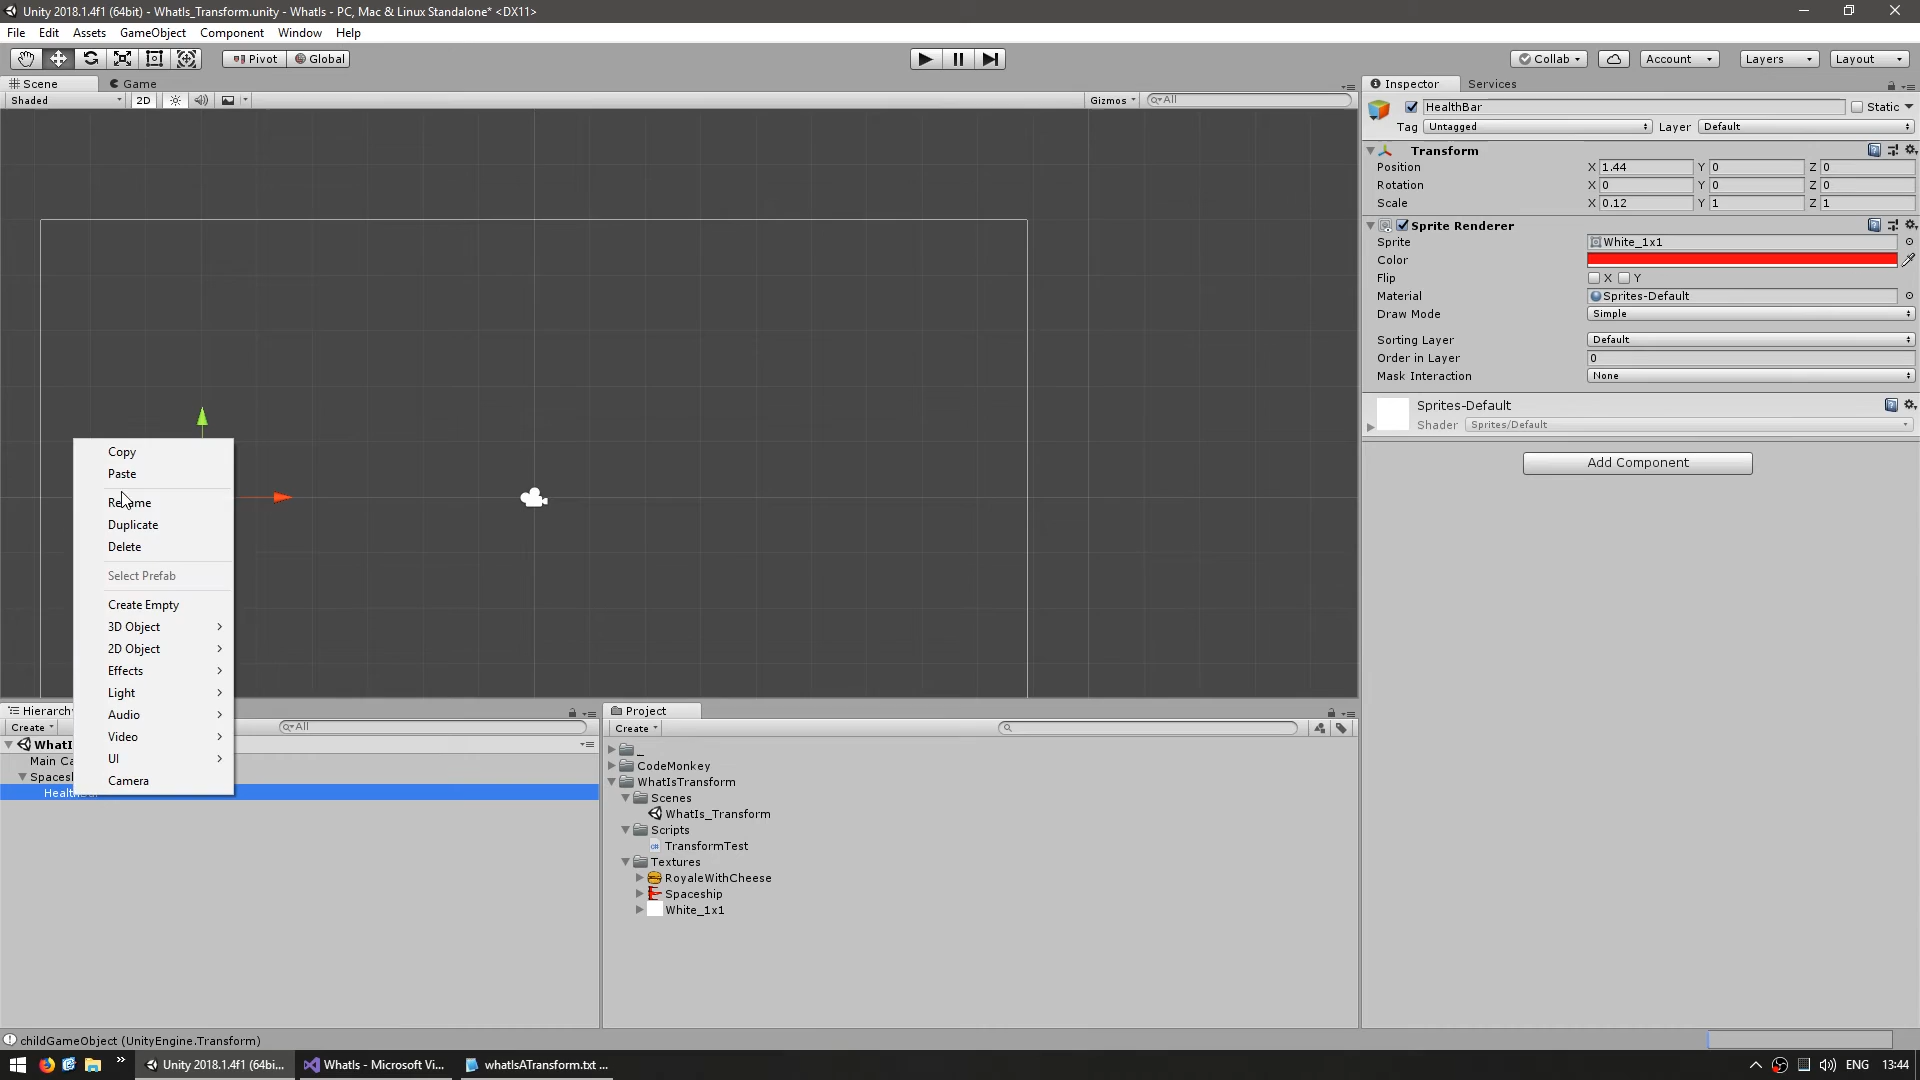 Unity 2018.1.4f1 (64bit) - WhatIs_Transform.unity - WhatIs - PC, Mac & Linux Standalone* <DX11>
File Edit Assets GameObject Component Window Help
Pivot Global Collab Account Layers Layout
Scene Game
Shaded 2D Gizmos All
Inspector Services
HealthBar Static
Tag Untagged Layer Default
Transform
Position X 1.44 Y 0 Z 0
Rotation X 0 Y 0 Z 0
Scale X 0.12 Y 1 Z 1
Sprite Renderer
Sprite White_1x1
Color
Flip X Y
Material Sprites-Default
Draw Mode Simple
Sorting Layer Default
Order in Layer 0
Mask Interaction None
Sprites-Default
Shader Sprites/Default
Add Component
Copy
Paste
Rename
Duplicate
Delete
Select Prefab
Create Empty
3D Object
2D Object
Effects
Light
Audio
Video
UI
Camera
Hierarchy
Create All
WhatI
Main Ca
Spacesh
Health
Project
Create
_
CodeMonkey
WhatIsTransform
Scenes
WhatIs_Transform
Scripts
TransformTest
Textures
RoyaleWithCheese
Spaceship
White_1x1
childGameObject (UnityEngine.Transform)
Unity 2018.1.4f1 (64bi... WhatIs - Microsoft Vi... whatIsATransform.txt ... ENG 13:44